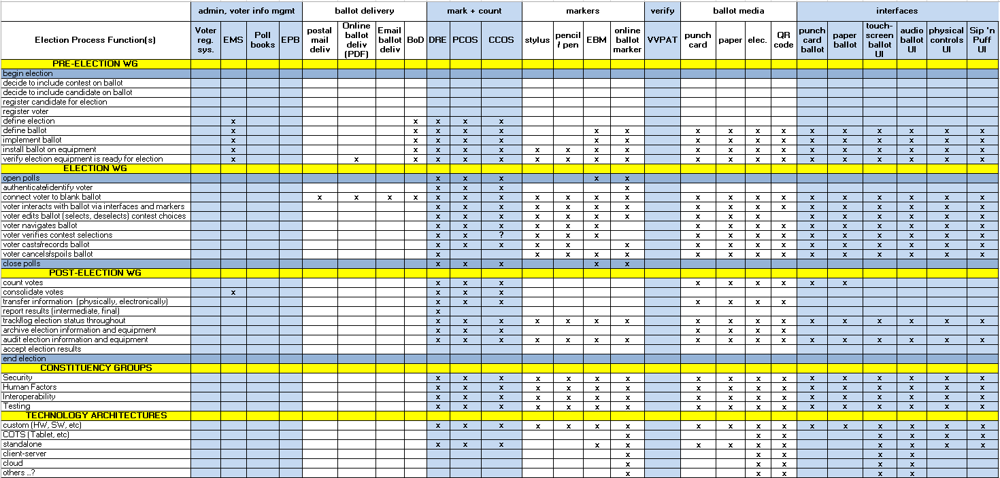 admin, voter info mgmt ballot delivery mark + count markers verify ballot media interfaces
Election Process Function(s)
Voter
reg.
sys.
EMS
Poll
books
EPB
postal
mail
deliv
Online
ballot
deliv
(PDF)
Email
ballot
deliv
BoD
DRE
PCOS
CCOS
stylus
pencil
/ pen
EBM
online
ballot
marker
VVPAT
punch
card
paper
elec.
QR
code
punch
card
ballot
paper
ballot
touch-
screen
ballot
UI
audio
ballot
UI
physical
controls
UI
Sip 'n
Puff
UI
PRE-ELECTION WG
begin election
decide to include contest on ballot
decide to include candidate on ballot
register candidate for election
register voter
define election x x x x x
define ballot x x x x x x x x x x x x x x x x x
implement ballot x x x x x x x x x x x x x x x x x
install ballot on equipment x x x x x x x x x x x x x x x x x x x
verify election equipment is ready for election x x x x x x x x x x x x x x x x x x x x
ELECTION WG
open polls x x x x x
authenticate/identify voter x x x x
connect voter to blank ballot x x x x x x x x x x x x x x x x x x x x x
voter interacts with ballot via interfaces and markers x x x x x x x x x x x x x x x x x
voter edits ballot (selects, deselects) contest choices x x x x x x x x x x x x x x x x
voter navigates ballot x x x x x x x x x x x x x x x x
voter verifies contest selections x x ? x x x x x x x x x x x x x
voter casts/records ballot x x x x x x x x x x x x x x x x
voter cancels/spoils ballot x x x x x x x x x x x x x x x
close polls x x x x x
POST-ELECTION WG
count votes x x x x x x x x x
consolidate votes x x x x
transfer information (physically, electronically) x x x x x x x
report results (intermediate, final) x
track/log election status throughout x x x x x x x x x x x x x x x x x
archive election information and equipment x x x x x x x
audit election information and equipment x x x x x x x x x x x x x x x x x
accept election results
end election
CONSTITUENCY GROUPS
Security x x x x x x x x x x x x x x x x x
Human Factors x x x x x x x x x x x x x x x x x
Interoperability x x x x x x x x x x x x x x x x x
Testing x x x x x x x x x x x x x x x x x
TECHNOLOGY ARCHITECTURES
custom (HW, SW, etc) x x x x x x x x x x x x x x x x x
COTS (Tablet, etc) x x x x x x x
standalone x x x x x x x x x x x x x
client-server x x x x x
cloud x x x x x
others ...? x x x x x